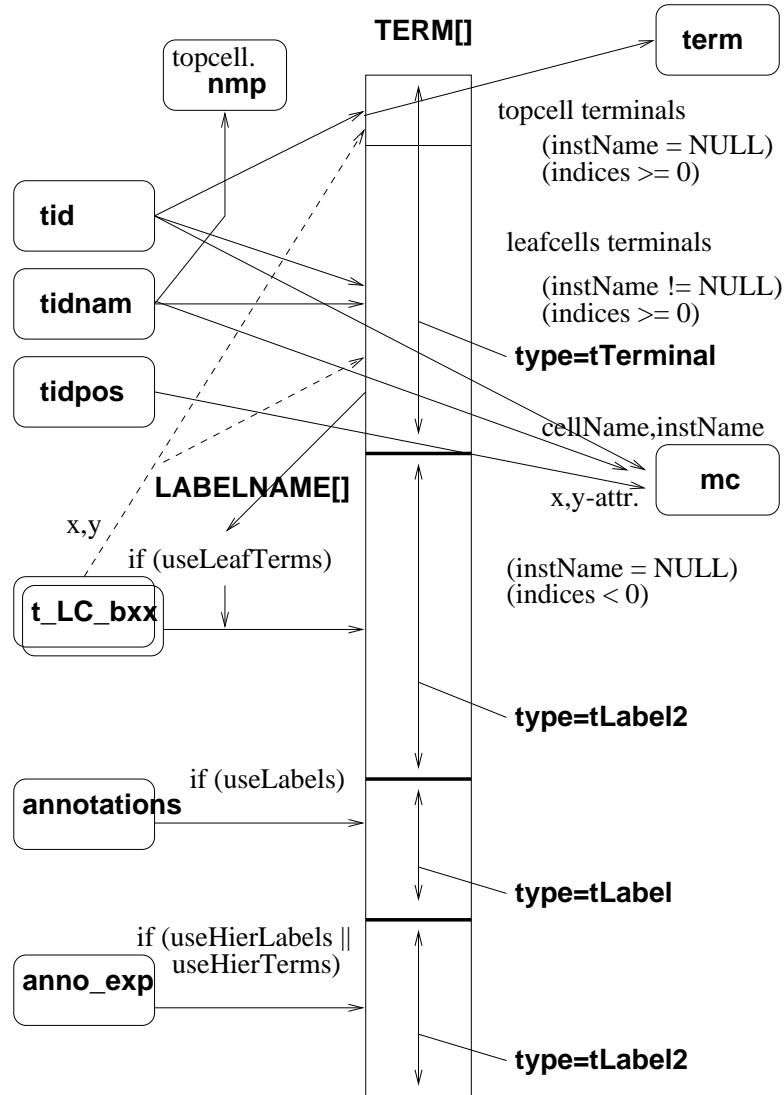 TERM[]
term
topcell.
nmp
topcell terminals
(instName = NULL)
(indices >= 0)
tid
leafcells terminals
(instName != NULL)
(indices >= 0)
tidnam
type=tTerminal
tidpos
cellName,instName
mc
LABELNAME[]
x,y-attr.
x,y
if (useLeafTerms)
(instName = NULL)
(indices < 0)
t_LC_bxx
type=tLabel2
if (useLabels)
annotations
type=tLabel
if (useHierLabels ||
useHierTerms)
anno_exp
type=tLabel2